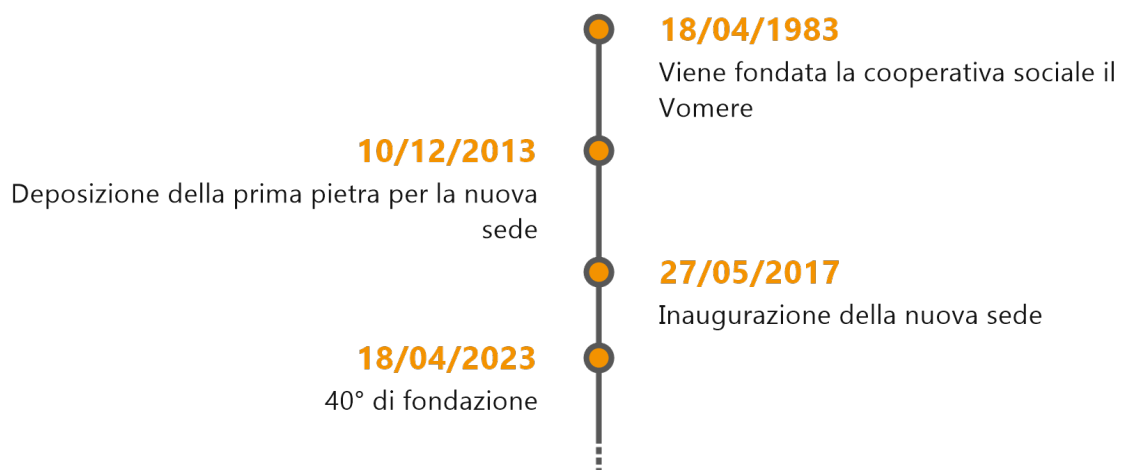 18/04/1983
Viene fondata la cooperativa sociale il
Vomere
10/12/2013
Deposizione della prima pietra per la nuova
sede
27/05/2017
Inaugurazione della nuova sede
18/04/2023
40° di fondazione